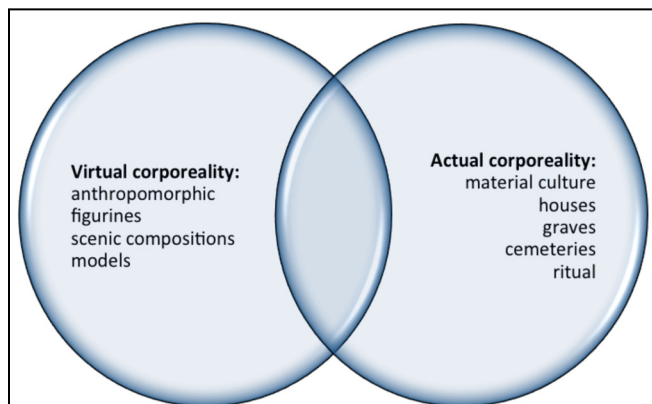 Virtual corporeality:
anthropomorphic
figurines
scenic compositions
models
Actual corporeality:
material culture
houses
graves
cemeteries
ritual